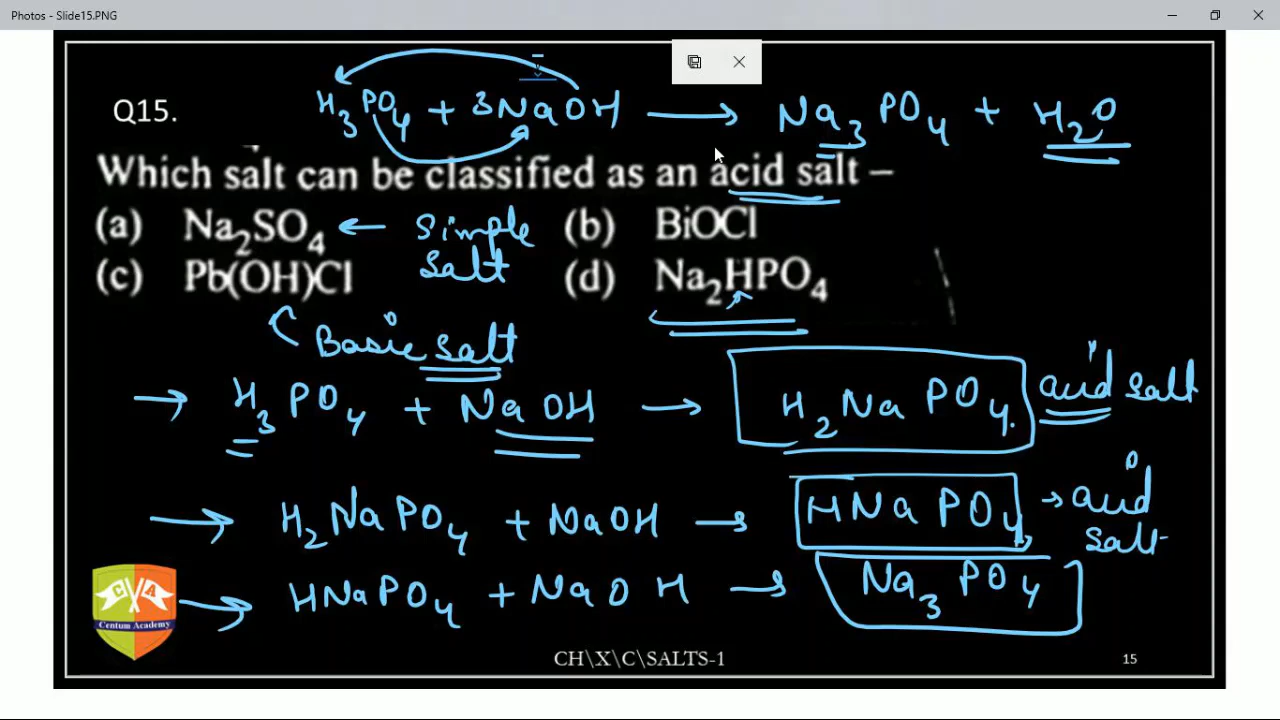 Photos - Slide15.PNG
Q15.
H3PO4 + 3NaOH → Na3PO4 + H2O
Which salt can be classified as an acid salt –
(a) Na2SO4 ← Simple Salt (b) BiOCl
(c) Pb(OH)Cl (d) Na2HPO4
Basic Salt
→ H3PO4 + NaOH → H2NaPO4. acid salt
→ H2NaPO4 + NaOH → HNaPO4 → acid salt
→ HNaPO4 + NaOH → Na3PO4
CA
Centum Academy
CH\X\C\SALTS-1
15